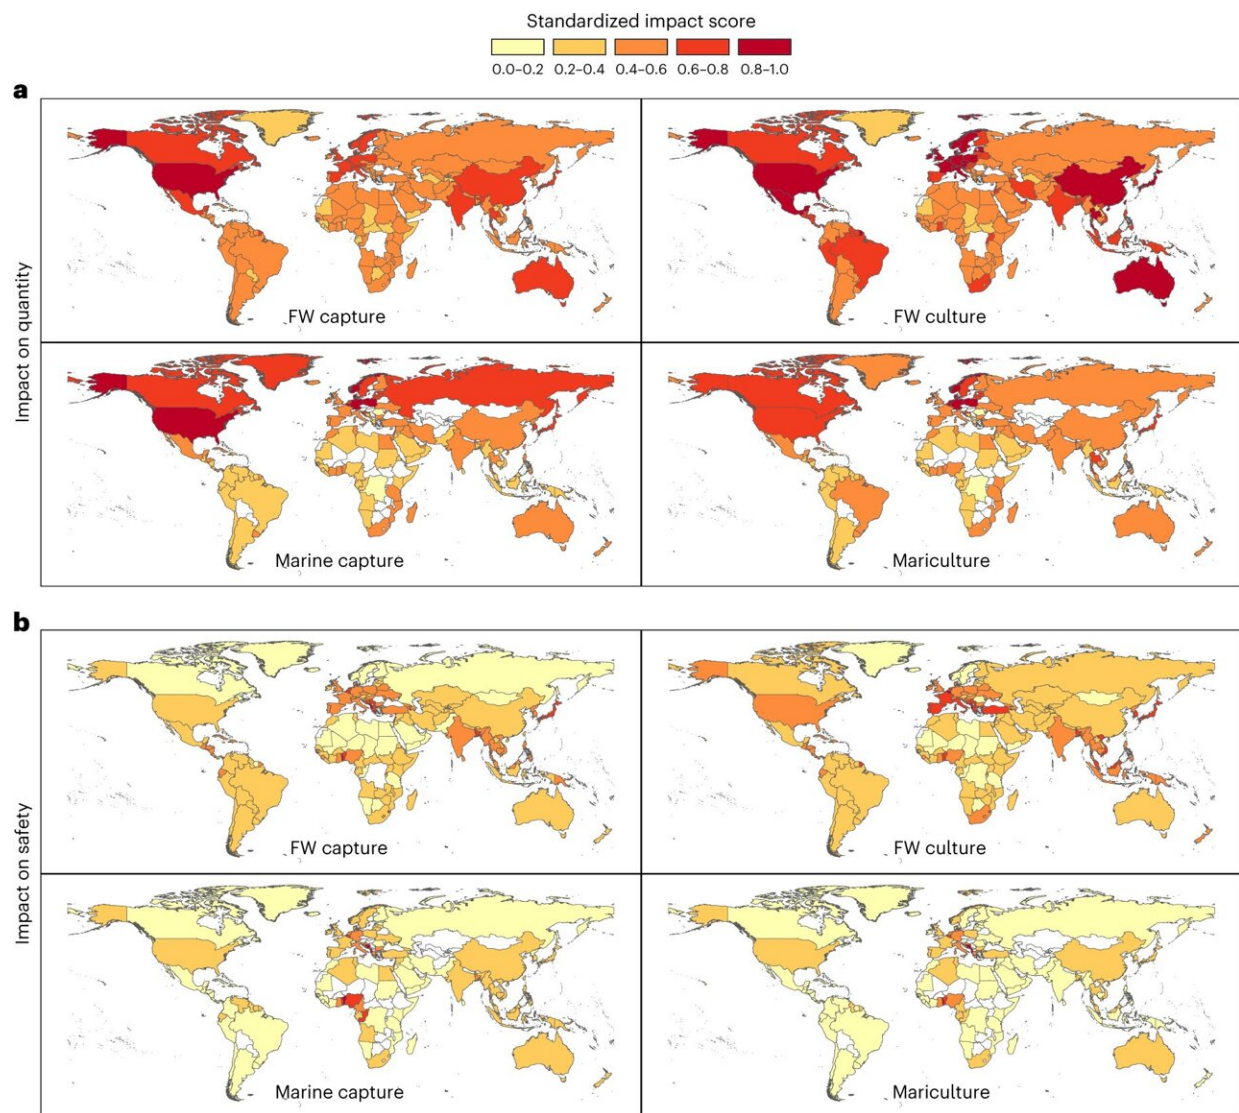 Standardized impact score
0.0–0.2 0.2–0.4 0.4–0.6 0.6–0.8 0.8–1.0
a
Impact on quantity
FW capture
FW culture
Marine capture
Mariculture
b
Impact on safety
FW capture
FW culture
Marine capture
Mariculture